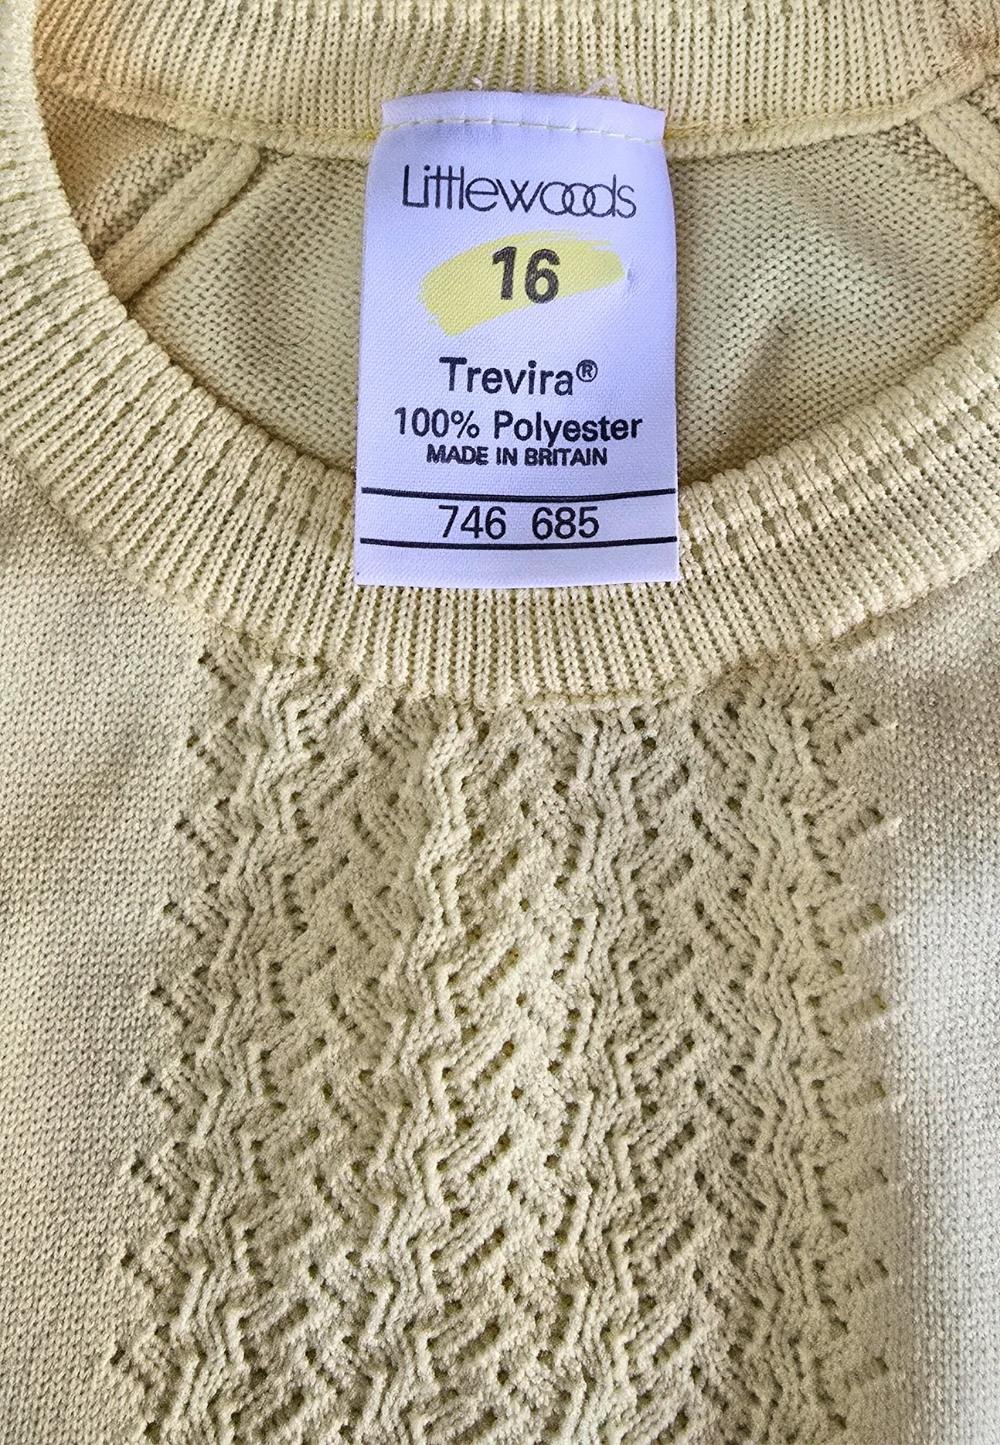 Littlewoods
16
Trevira®
100% Polyester
MADE IN BRITAIN
746 685